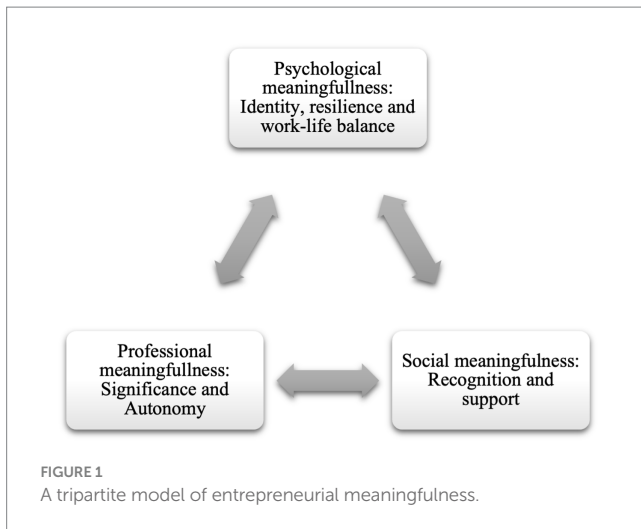 Psychological
meaningfullness:
Identity, resilience and
work-life balance
Professional
meaningfullness:
Significance and
Autonomy
Social meaningfulness:
Recognition and
support
FIGURE 1
A tripartite model of entrepreneurial meaningfulness.